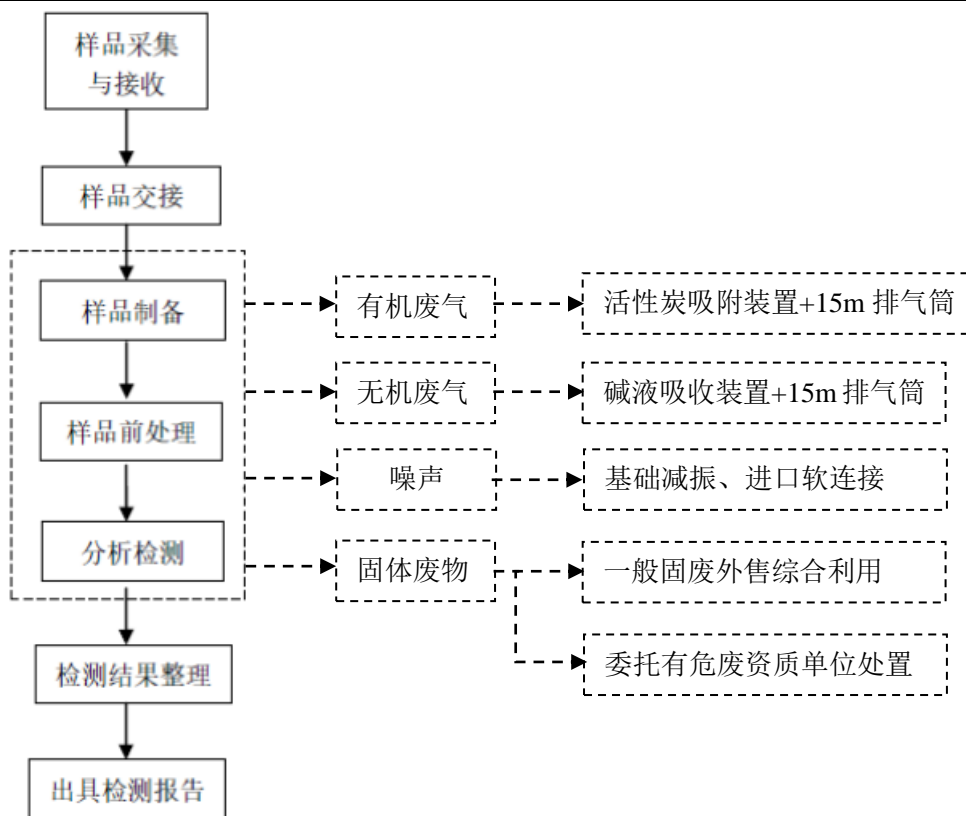 样品采集
与接收
样品交接
样品制备
样品前处理
分析检测
检测结果整理
出具检测报告
有机废气
活性炭吸附装置+15m 排气筒
无机废气
碱液吸收装置+15m 排气筒
噪声
基础减振、进口软连接
固体废物
一般固废外售综合利用
委托有危废资质单位处置